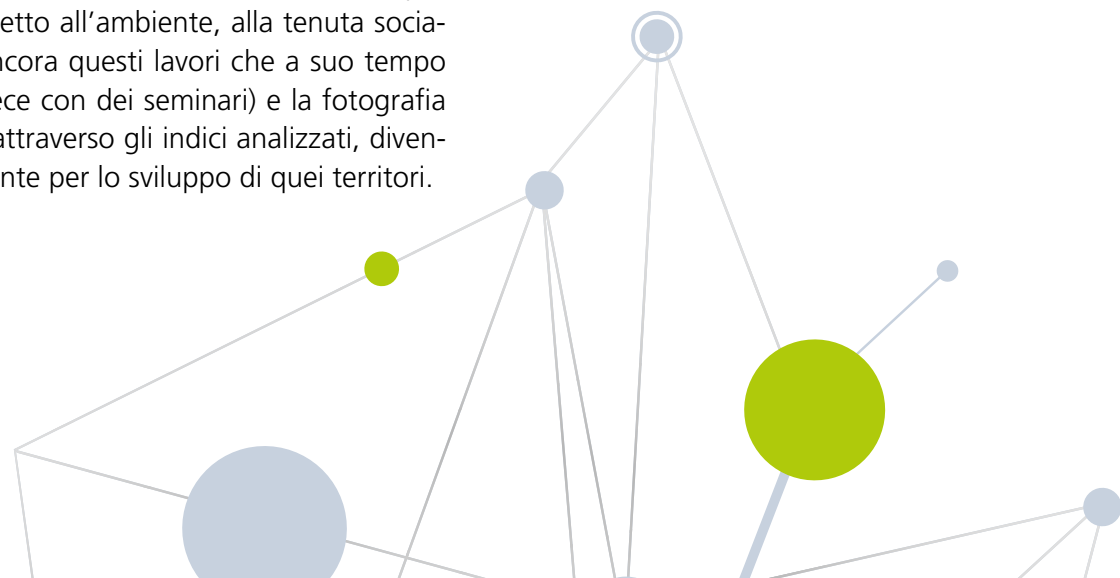 etto all’ambiente, alla tenuta socia-
ncora questi lavori che a suo tempo
ece con dei seminari) e la fotografia
attraverso gli indici analizzati, diven-
nte per lo sviluppo di quei territori.